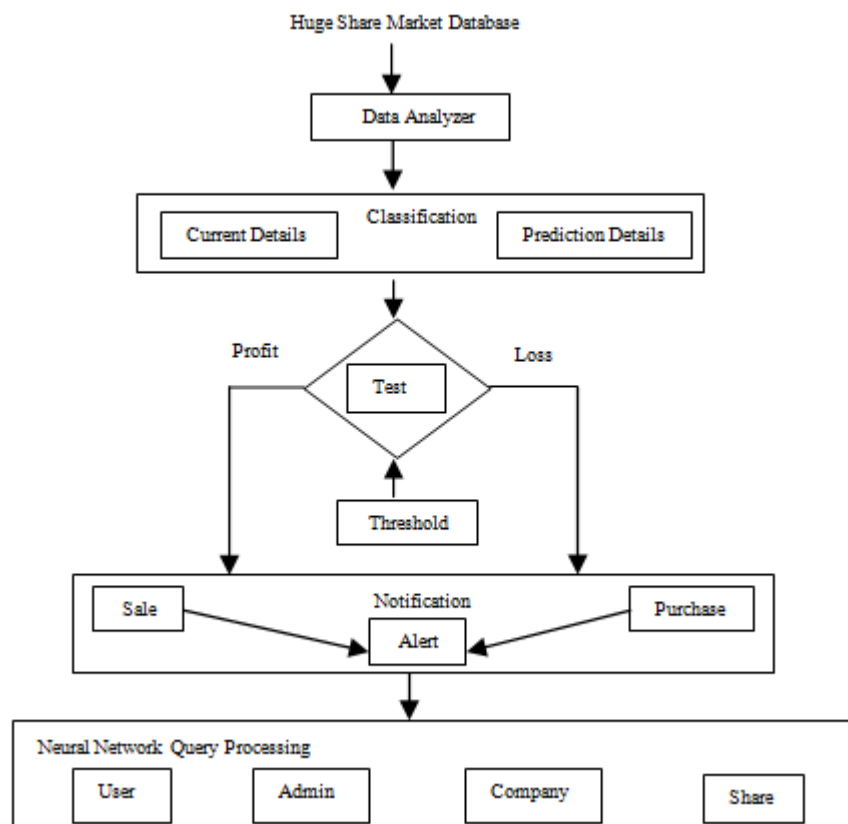 Huge Share Market Database
Data Analyzer
Classification
Current Details
Prediction Details
Profit
Loss
Test
Threshold
Notification
Sale
Purchase
Alert
Neural Network Query Processing
User
Admin
Company
Share